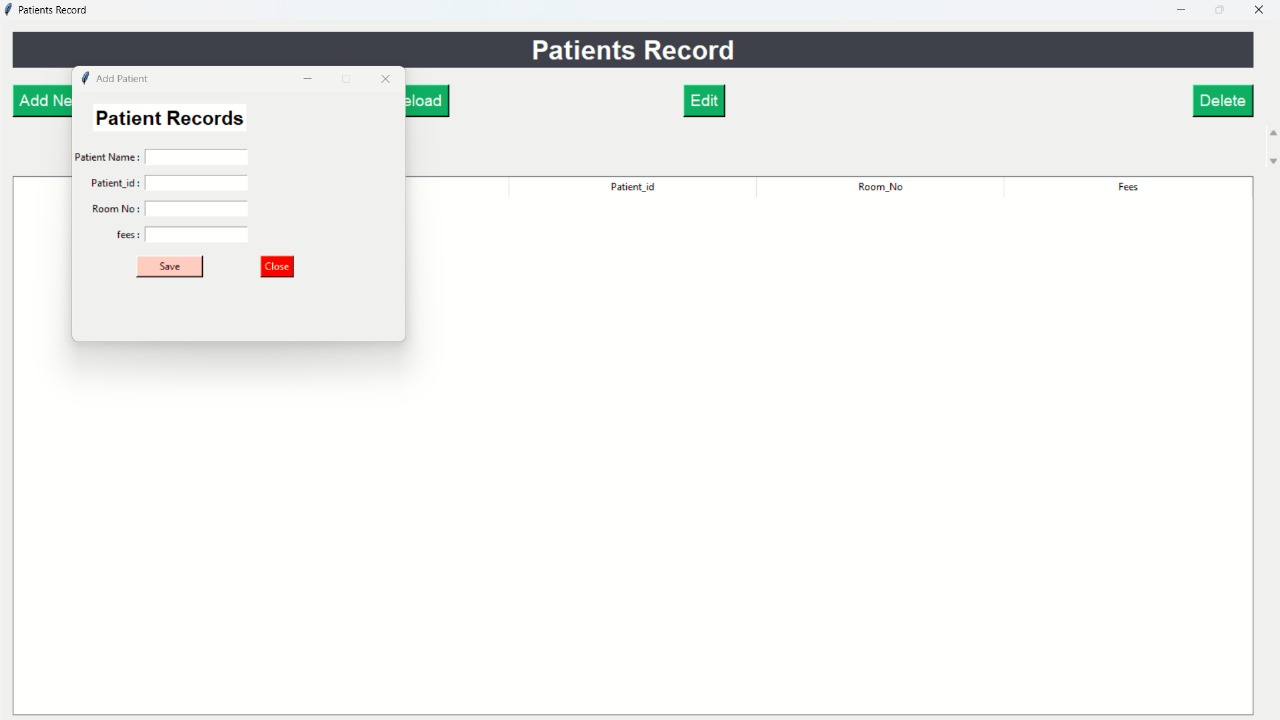 Patients Record
Patients Record
Add Patient
Add Ne
eload
Edit
Delete
Patient Records
Patient Name :
Patient_id :
Room No :
fees :
Save
Close
Patient_id
Room_No
Fees